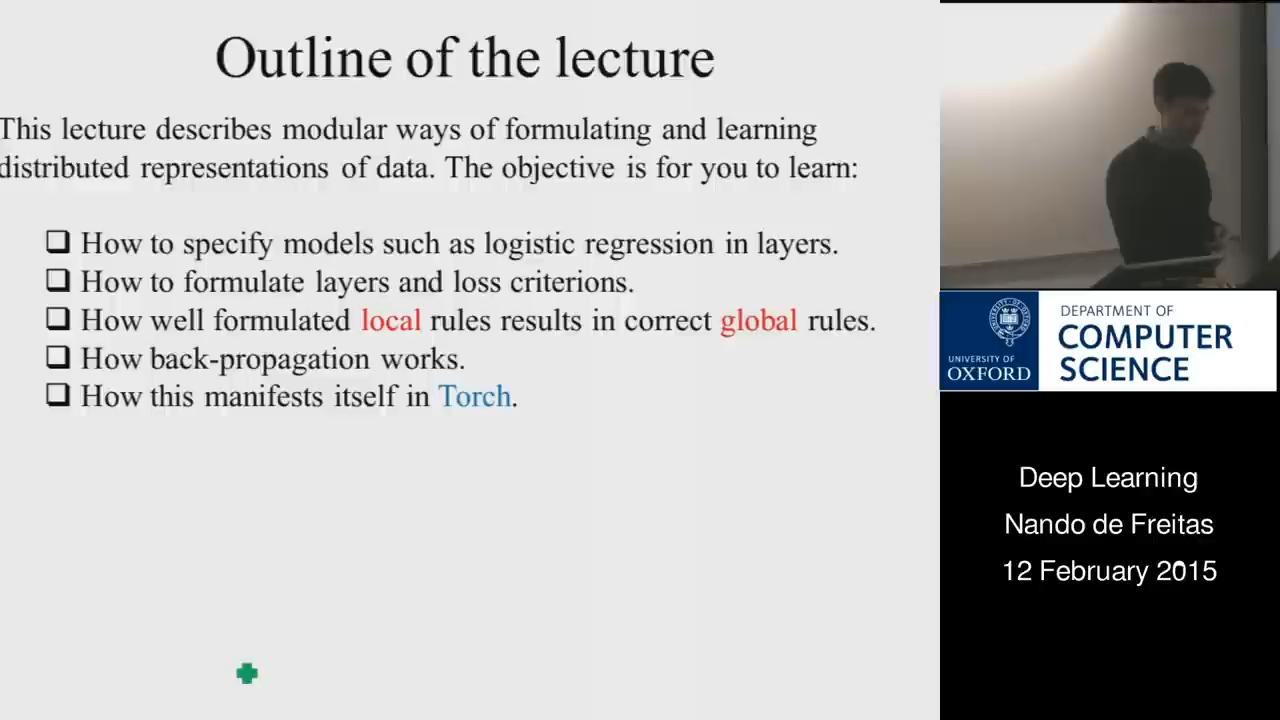 Outline of the lecture
This lecture describes modular ways of formulating and learning
distributed representations of data. The objective is for you to learn:
How to specify models such as logistic regression in layers.
How to formulate layers and loss criterions.
How well formulated local rules results in correct global rules.
How back-propagation works.
How this manifests itself in Torch.
UNIVERSITY OF
OXFORD
DEPARTMENT OF
COMPUTER
SCIENCE
Deep Learning
Nando de Freitas
12 February 2015